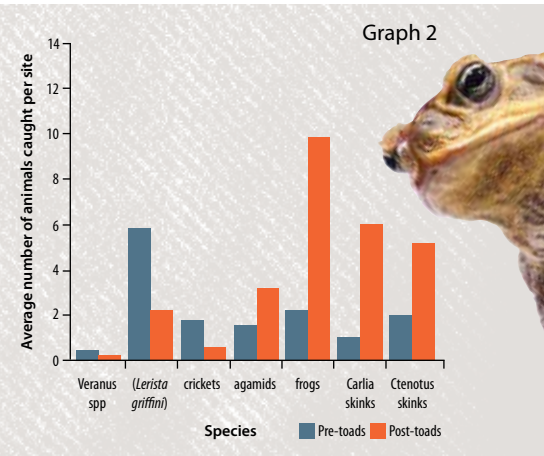 Graph 2
Average number of animals caught per site
14
12
10
8
6
4
2
0
Veranus spp
(Lerista griffini)
crickets
agamids
frogs
Carlia skinks
Ctenotus skinks
Species
Pre-toads
Post-toads